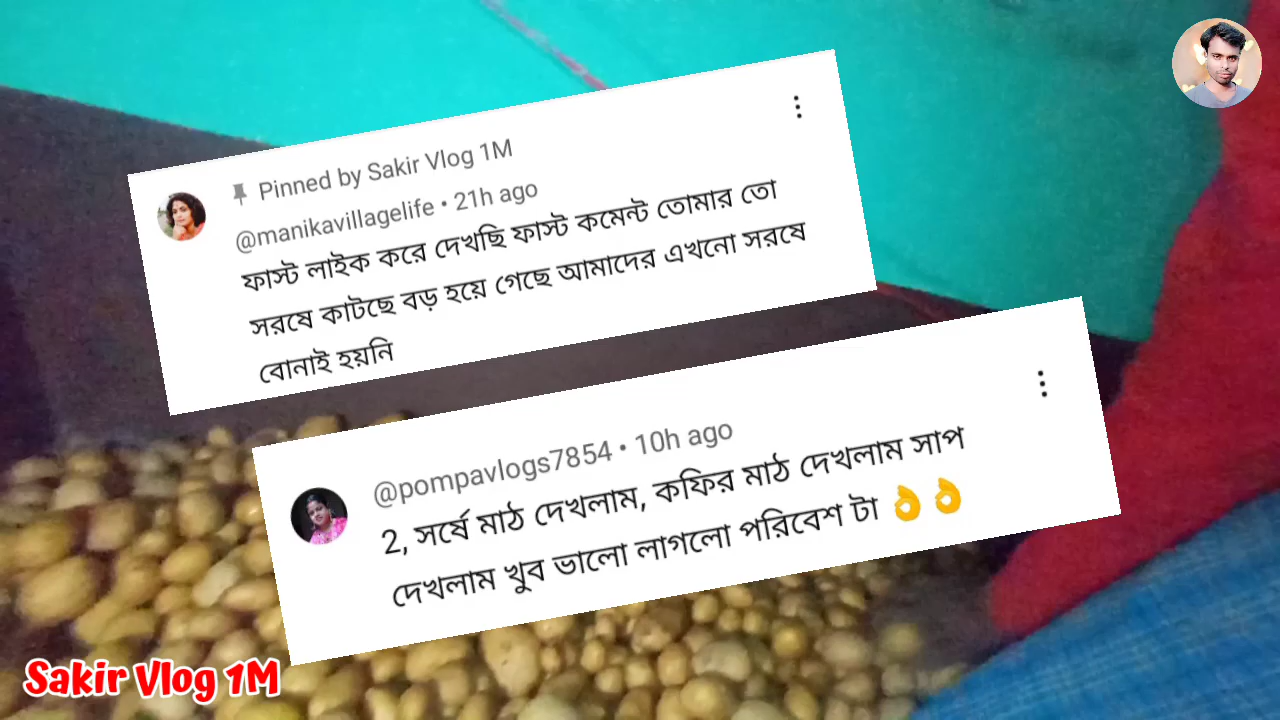 Pinned by Sakir Vlog 1M
@manikavillagelife • 21h ago
ফাস্ট লাইক করে দেখছি ফাস্ট কমেন্ট তোমার তো
সরষে কাটছে বড় হয়ে গেছে আমাদের এখনো সরষে
বোনাই হয়নি
@pompavlogs7854 • 10h ago
2, সর্ষে মাঠ দেখলাম, কফির মাঠ দেখলাম সাপ
দেখলাম খুব ভালো লাগলো পরিবেশ টা 👌👌
Sakir Vlog 1M